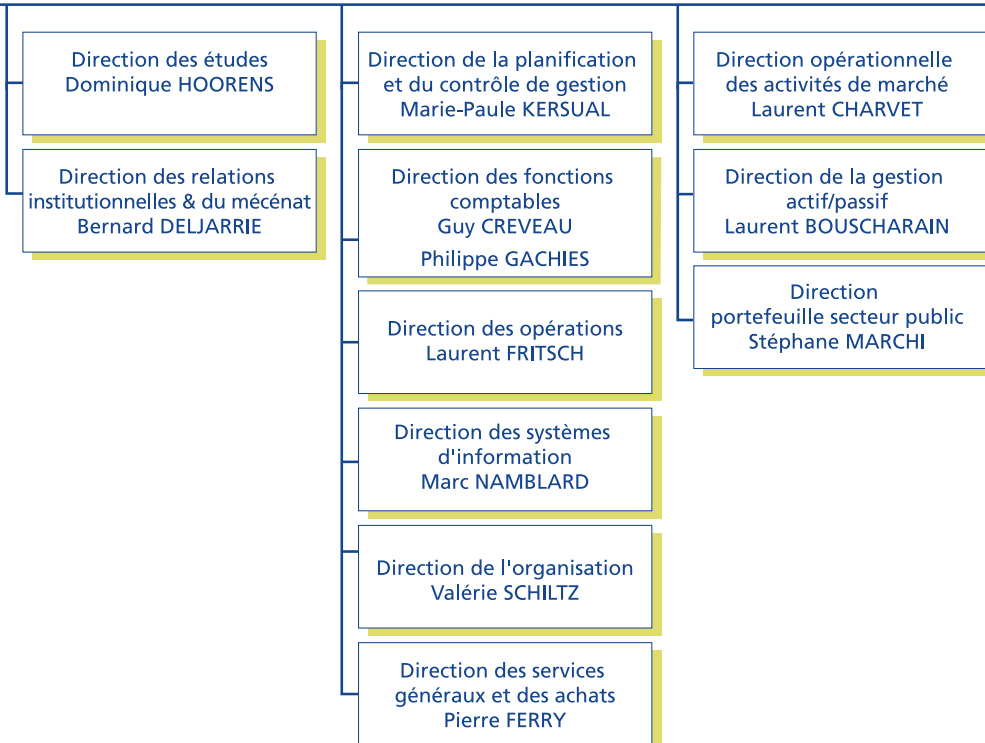 Direction des études
Dominique HOORENS
Direction des relations
institutionnelles & du mécénat
Bernard DELJARRIE
Direction de la planification
et du contrôle de gestion
Marie-Paule KERSUAL
Direction des fonctions
comptables
Guy CREVEAU
Philippe GACHIES
Direction des opérations
Laurent FRITSCH
Direction des systèmes
d'information
Marc NAMBLARD
Direction de l'organisation
Valérie SCHILTZ
Direction des services
généraux et des achats
Pierre FERRY
Direction opérationnelle
des activités de marché
Laurent CHARVET
Direction de la gestion
actif/passif
Laurent BOUSCHARAIN
Direction
portefeuille secteur public
Stéphane MARCHI